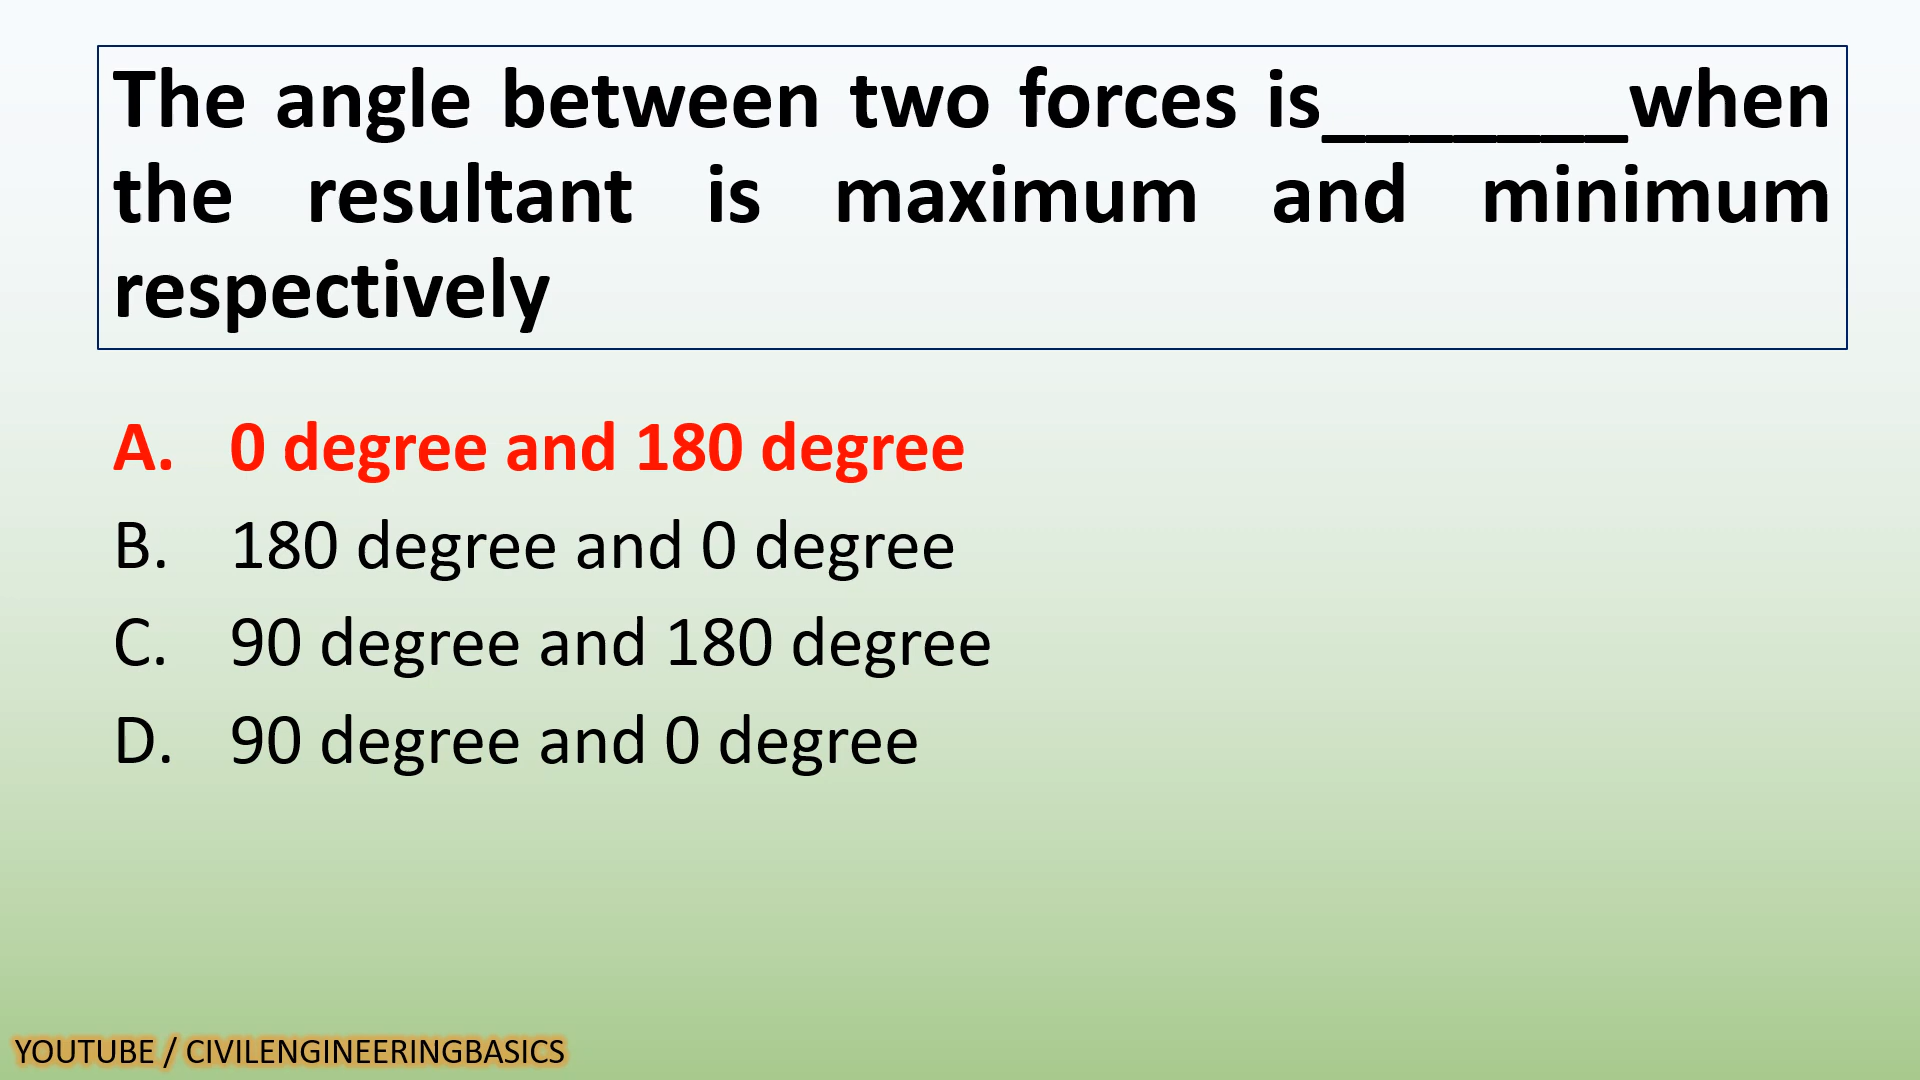 The angle between two forces is_______when
the resultant is maximum and minimum
respectively
A. 0 degree and 180 degree
B. 180 degree and 0 degree
C. 90 degree and 180 degree
D. 90 degree and 0 degree
YOUTUBE / CIVILENGINEERINGBASICS